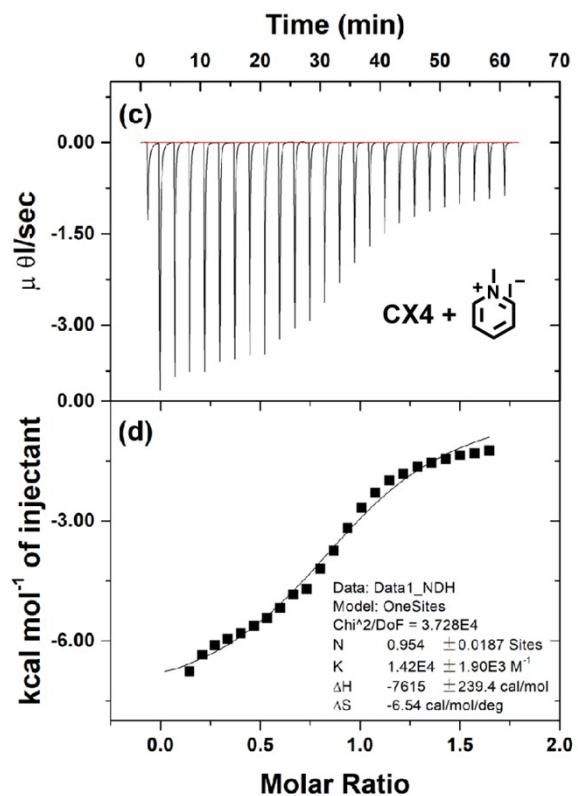 Time (min)
0 10 20 30 40 50 60 70
(c)
0.00
-1.50
-3.00
0.00
μ θl/sec
CX4 +
+
N
I−
(d)
-3.00
-6.00
kcal mol⁻¹ of injectant
Data: Data1_NDH
Model: OneSites
Chi^2/DoF = 3.728E4
N 0.954 ±0.0187 Sites
K 1.42E4 ±1.90E3 M⁻¹
ΔH -7615 ±239.4 cal/mol
ΔS -6.54 cal/mol/deg
0.0 0.5 1.0 1.5 2.0
Molar Ratio